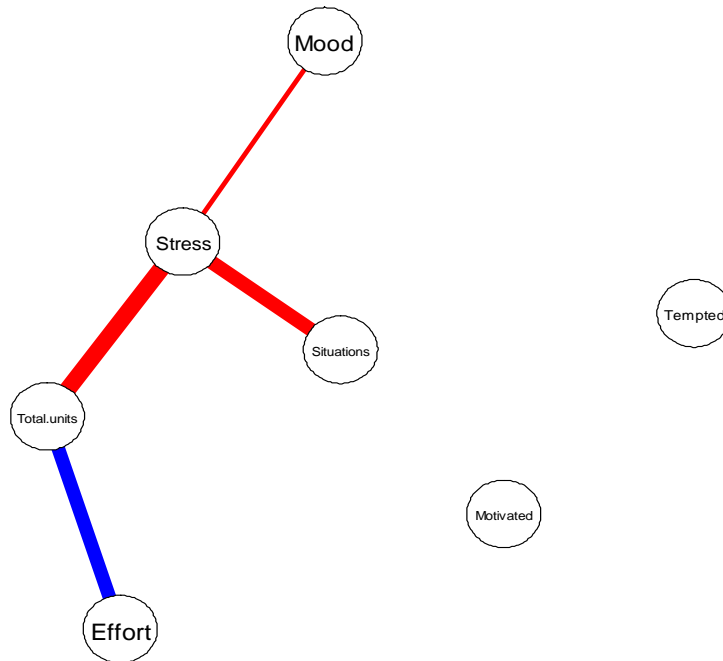 Mood
Stress
Tempted
Situations
Total.units
Motivated
Effort